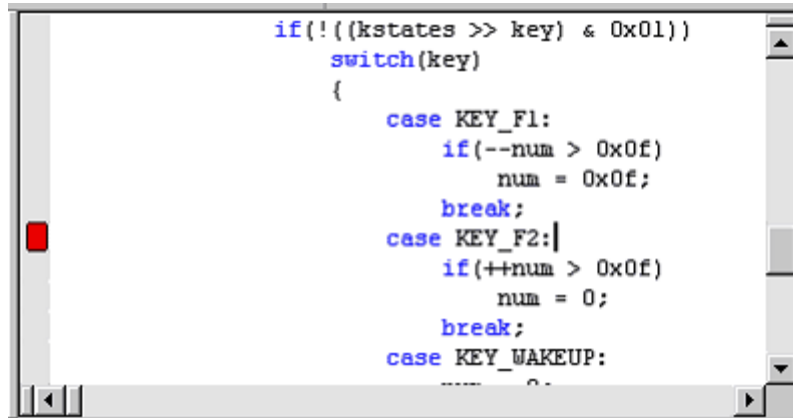 if(!((kstates >> key) & 0x01))
switch(key)
{
case KEY_F1:
if(--num > 0x0f)
num = 0x0f;
break;
case KEY_F2:
if(++num > 0x0f)
num = 0;
break;
case KEY_WAKEUP: